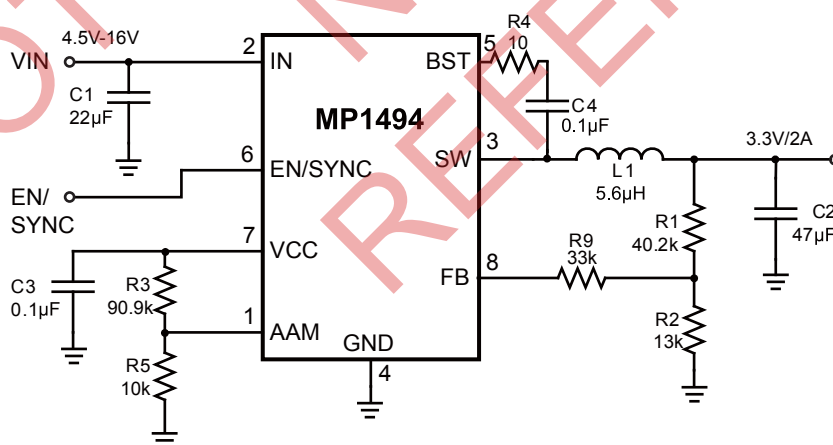 4.5V-16V
VIN
2
IN
C1
22µF
MP1494
BST
5
R4
10
C4
0.1µF
SW
3
L1
5.6µH
3.3V/2A
6
EN/SYNC
EN/
SYNC
7
VCC
C3
0.1µF
R3
90.9k
1
AAM
R5
10k
GND
4
FB
8
R9
33k
R1
40.2k
R2
13k
C2
47µF
REFE